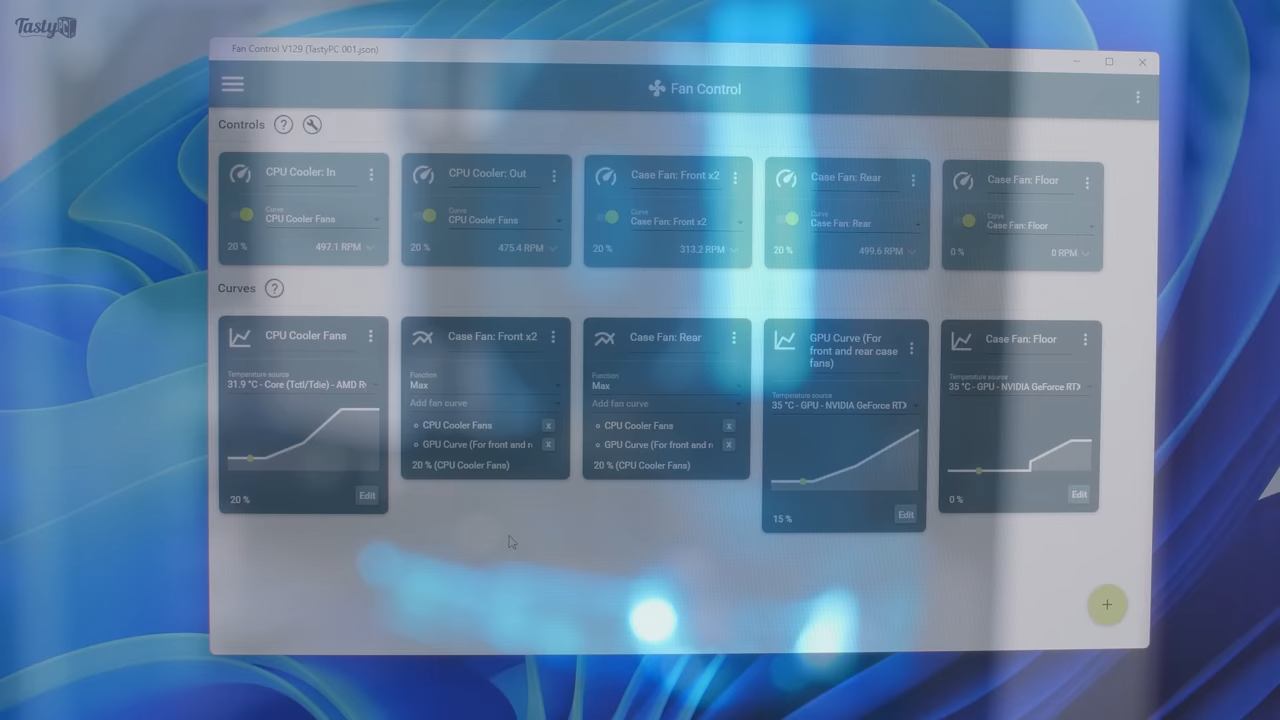 TastyPC
Fan Control V129 (TastyPC 001.json)
Fan Control
Controls ?
CPU Cooler: In
Curve
CPU Cooler Fans
20 %
497.1 RPM
CPU Cooler: Out
Curve
CPU Cooler Fans
20 %
475.4 RPM
Case Fan: Front x2
Curve
Case Fan: Front x2
20 %
313.2 RPM
Case Fan: Rear
Curve
Case Fan: Rear
20 %
499.6 RPM
Case Fan: Floor
Curve
Case Fan: Floor
0 %
0 RPM
Curves ?
CPU Cooler Fans
Temperature source
31.9 °C - Core (Tctl/Tdie) - AMD R
20 %
Edit
Case Fan: Front x2
Function
Max
Add fan curve
CPU Cooler Fans x
GPU Curve (For front and r x
20 % (CPU Cooler Fans)
Case Fan: Rear
Function
Max
Add fan curve
CPU Cooler Fans x
GPU Curve (For front and r x
20 % (CPU Cooler Fans)
GPU Curve (For
front and rear case
fans)
Temperature source
35 °C - GPU - NVIDIA GeForce RTX
15 %
Edit
Case Fan: Floor
Temperature source
35 °C - GPU - NVIDIA GeForce RTX
0 %
Edit
+